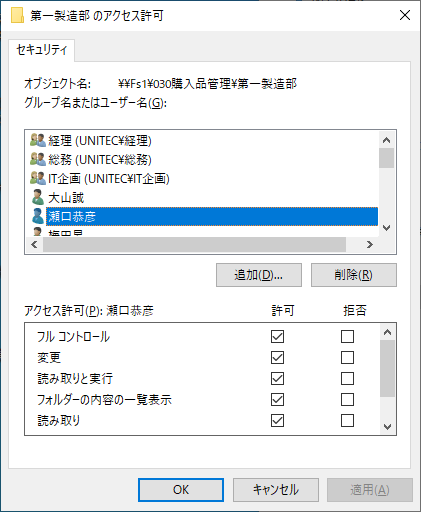 第一製造部 のアクセス許可
セキュリティ
オブジェクト名: ¥¥Fs1¥030購入品管理¥第一製造部
グループ名またはユーザー名(G):
経理 (UNITEC¥経理)
総務 (UNITEC¥総務)
IT企画 (UNITEC¥IT企画)
大山誠
瀬口恭彦
追加(D)... 削除(R)
アクセス許可(P): 瀬口恭彦 許可 拒否
フル コントロール
変更
読み取りと実行
フォルダーの内容の一覧表示
読み取り
OK キャンセル 適用(A)